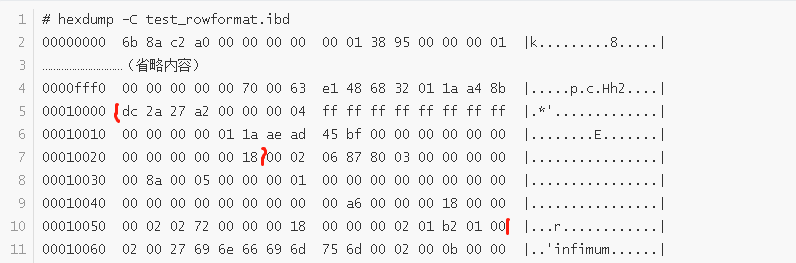 1 # hexdump -C test_rowformat.ibd
2 00000000 6b 8a c2 a0 00 00 00 00 00 01 38 95 00 00 00 01 |k.........8.....|
3 ……………………………（省略内容）
4 0000fff0 00 00 00 00 00 70 00 63 e1 48 68 32 01 1a a4 8b |.....p.c.Hh2....|
5 00010000 dc 2a 27 a2 00 00 00 04 ff ff ff ff ff ff ff ff |.*'.............|
6 00010010 00 00 00 00 01 1a ae ad 45 bf 00 00 00 00 00 00 |........E.......|
7 00010020 00 00 00 00 00 18 00 02 06 87 80 03 00 00 00 00 |................|
8 00010030 00 8a 00 05 00 00 00 01 00 00 00 00 00 00 00 00 |................|
9 00010040 00 00 00 00 00 00 00 00 00 a6 00 00 00 18 00 00 |................|
10 00010050 00 02 02 72 00 00 00 18 00 00 00 02 01 b2 01 00 |...r............|
11 00010060 02 00 27 69 6e 66 69 6d 75 6d 00 02 00 0b 00 00 |..'infimum......|